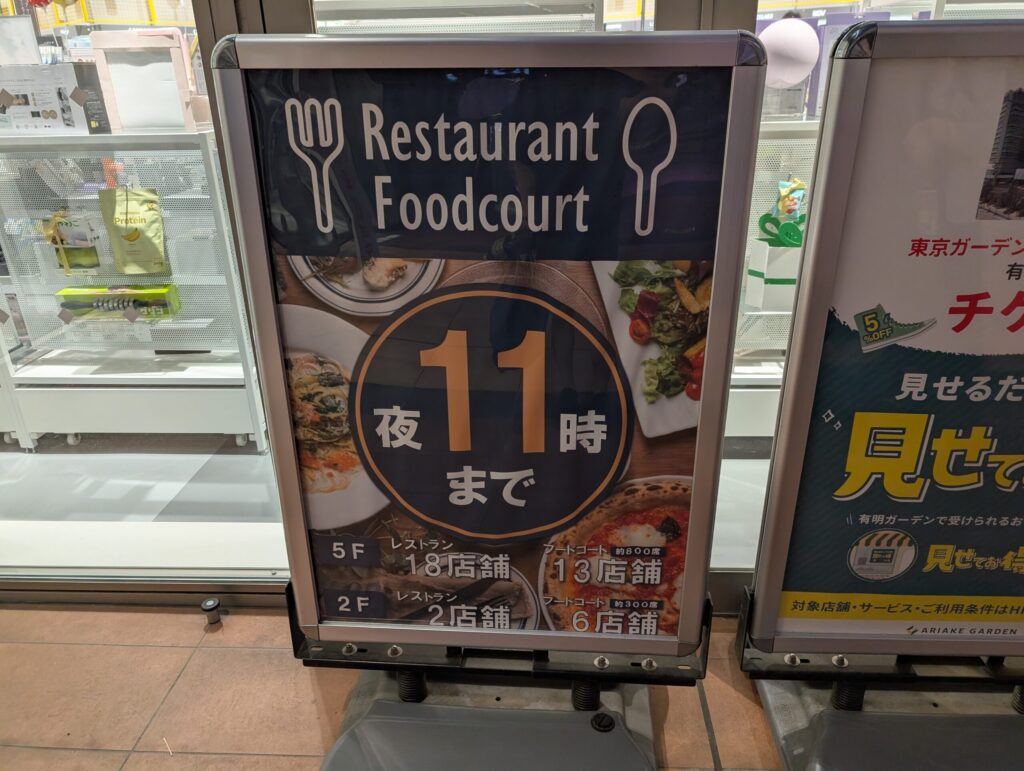 Restaurant
Foodcourt
夜11時
まで
5F
レストラン
18店舗
フードコート 約800席
13店舗
2F
レストラン
2店舗
フードコート 約300席
6店舗
Protein
5
%OFF
東京ガーデン
有
チケ
見せるだ
見せて
有明ガーデンで受けられるお
見せてお得
対象店舗・サービス・ご利用条件はH
ARIAKE GARDEN